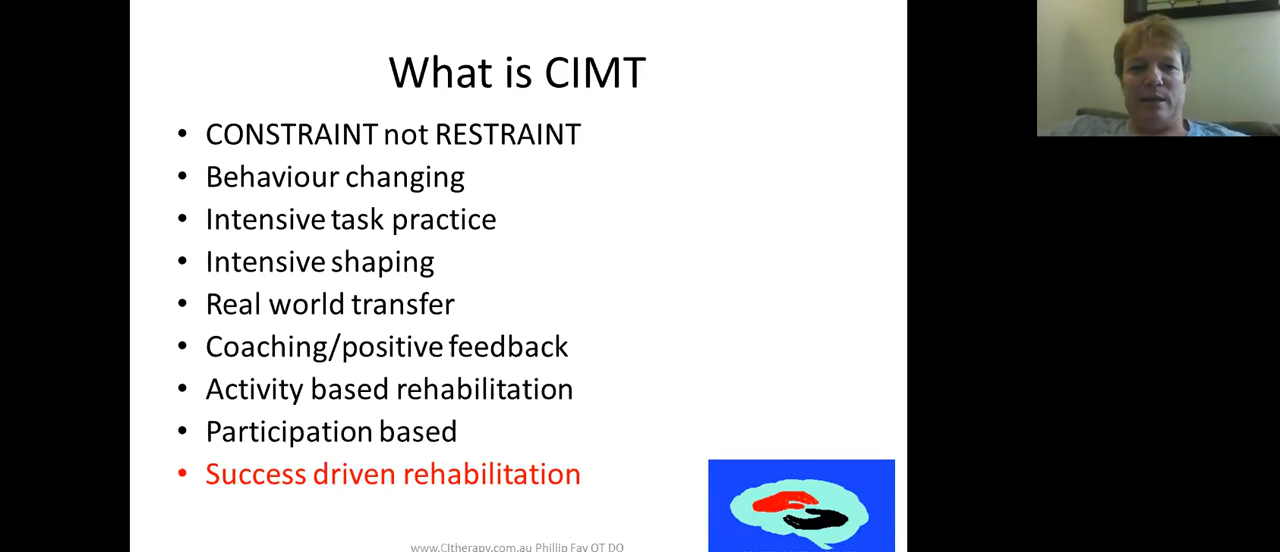 What is CIMT
• CONSTRAINT not RESTRAINT
• Behaviour changing
• Intensive task practice
• Intensive shaping
• Real world transfer
• Coaching/positive feedback
• Activity based rehabilitation
• Participation based
• Success driven rehabilitation
www.CItherapy.com.au Phillip Fay OT DO